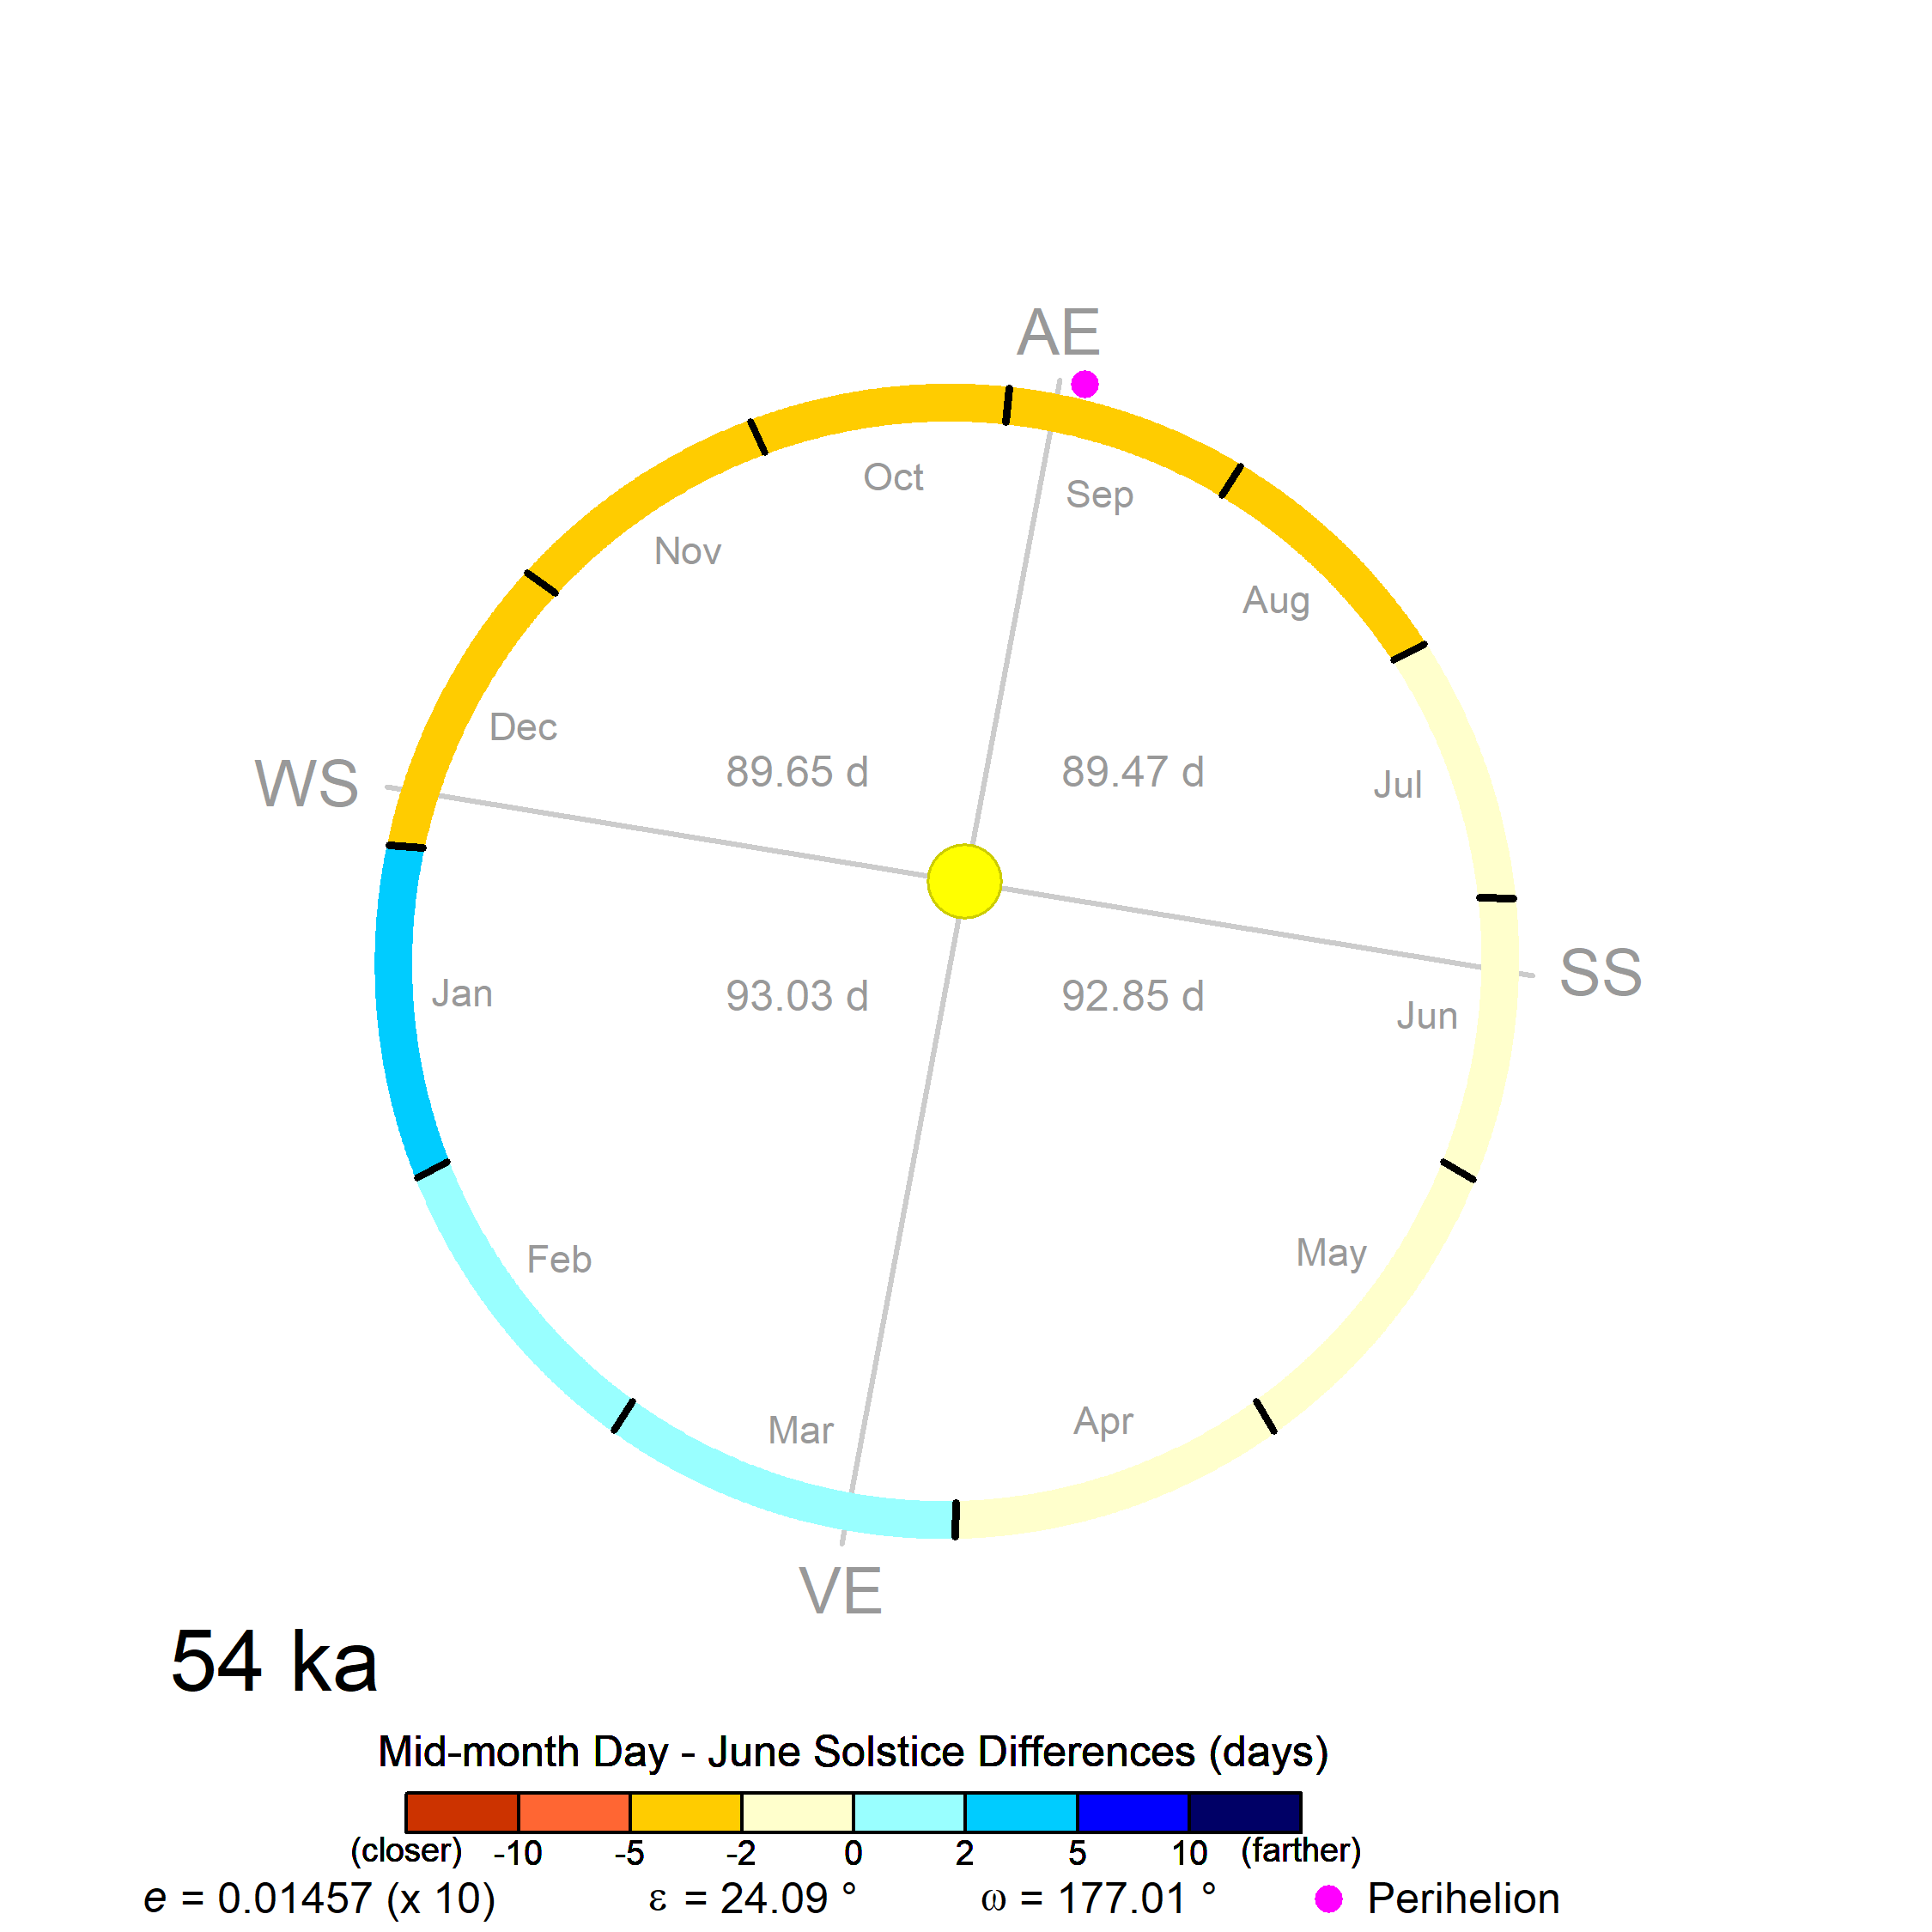 AE
Oct
Sep
Nov
Aug
Dec
WS
89.65 d
89.47 d
Jul
SS
Jan
93.03 d
92.85 d
Jun
Feb
May
Mar
Apr
VE
54 ka
Mid-month Day - June Solstice Differences (days)
(closer) -10 -5 -2 0 2 5 10 (farther)
e = 0.01457 (x 10) ε = 24.09 ° ω = 177.01 ° Perihelion